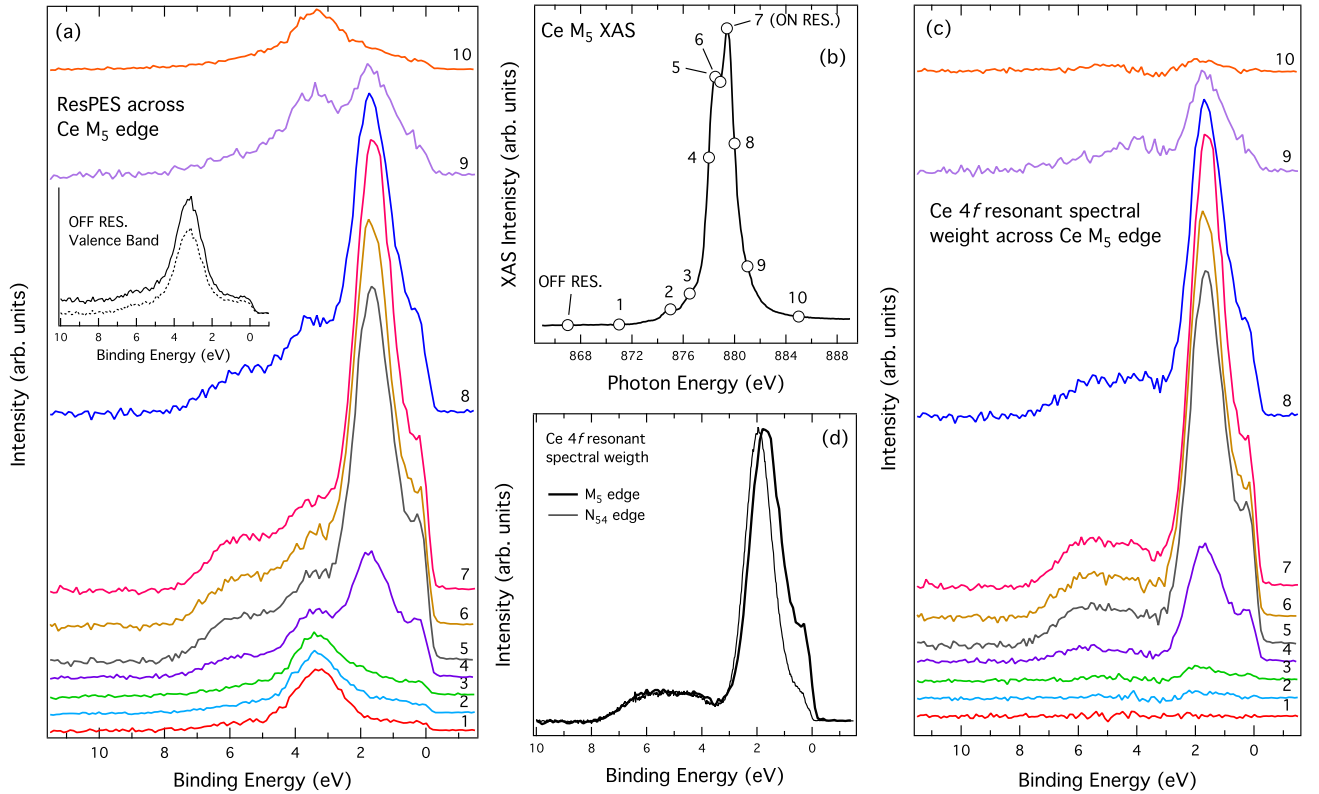 (a)
10
ResPES across
Ce M5 edge
9
OFF RES.
Valence Band
10 8 6 4 2 0
Binding Energy (eV)
8
7
6
5
4
3
2
1
10 8 6 4 2 0
Binding Energy (eV)
Intensity (arb. units)
Ce M5 XAS
7 (ON RES.)
(b)
6
5
4
8
OFF RES.
1
2
3
9
10
868 872 876 880 884 888
Photon Energy (eV)
XAS Intenisty (arb. units)
(d)
Ce 4f resonant
spectral weigth
M5 edge
N54 edge
10 8 6 4 2 0
Binding Energy (eV)
Intensity (arb. units)
(c)
10
9
Ce 4f resonant spectral
weight across Ce M5 edge
8
7
6
5
4
3
2
1
10 8 6 4 2 0
Binding Energy (eV)
Intensity (arb. units)